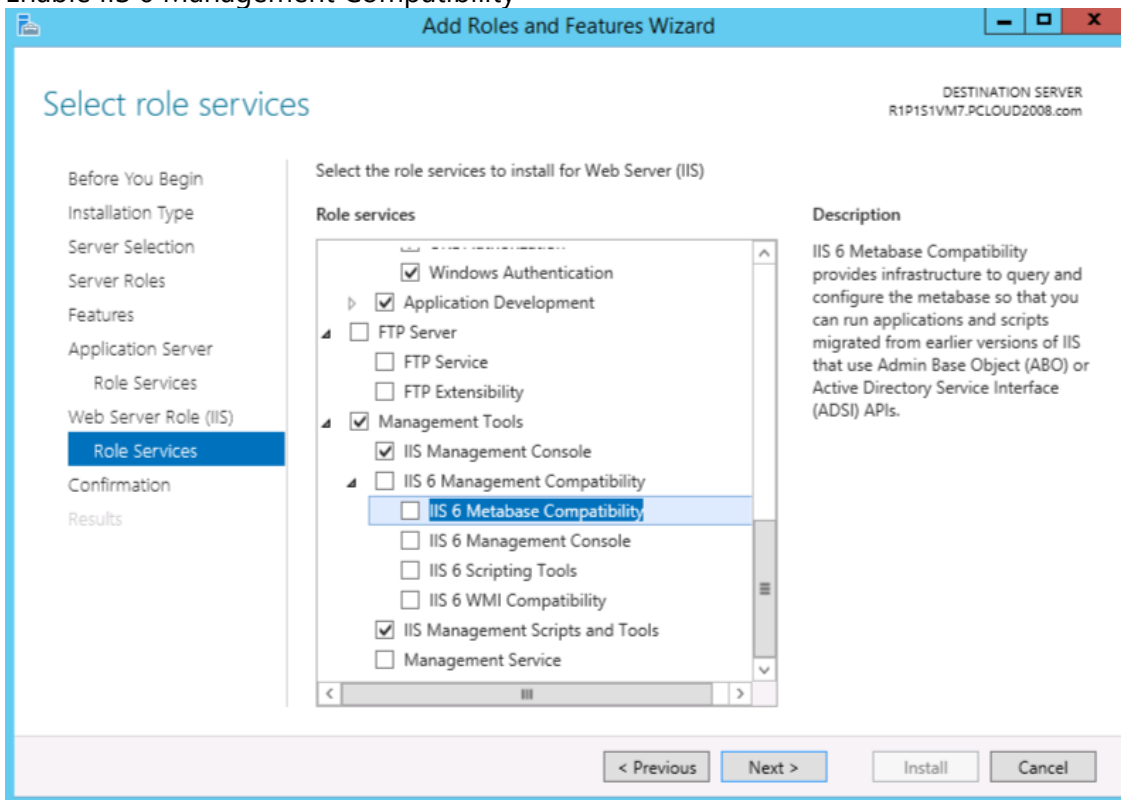 Enable IIS 6 Management Compatibility
Add Roles and Features Wizard
Select role services
DESTINATION SERVER
R1P1S1VM7.PCLOUD2008.com
Before You Begin
Installation Type
Server Selection
Server Roles
Features
Application Server
Role Services
Web Server Role (IIS)
Role Services
Confirmation
Results
Select the role services to install for Web Server (IIS)
Role services
Windows Authentication
Application Development
FTP Server
FTP Service
FTP Extensibility
Management Tools
IIS Management Console
IIS 6 Management Compatibility
IIS 6 Metabase Compatibility
IIS 6 Management Console
IIS 6 Scripting Tools
IIS 6 WMI Compatibility
IIS Management Scripts and Tools
Management Service
Description
IIS 6 Metabase Compatibility
provides infrastructure to query and
configure the metabase so that you
can run applications and scripts
migrated from earlier versions of IIS
that use Admin Base Object (ABO) or
Active Directory Service Interface
(ADSI) APIs.
< Previous
Next >
Install
Cancel